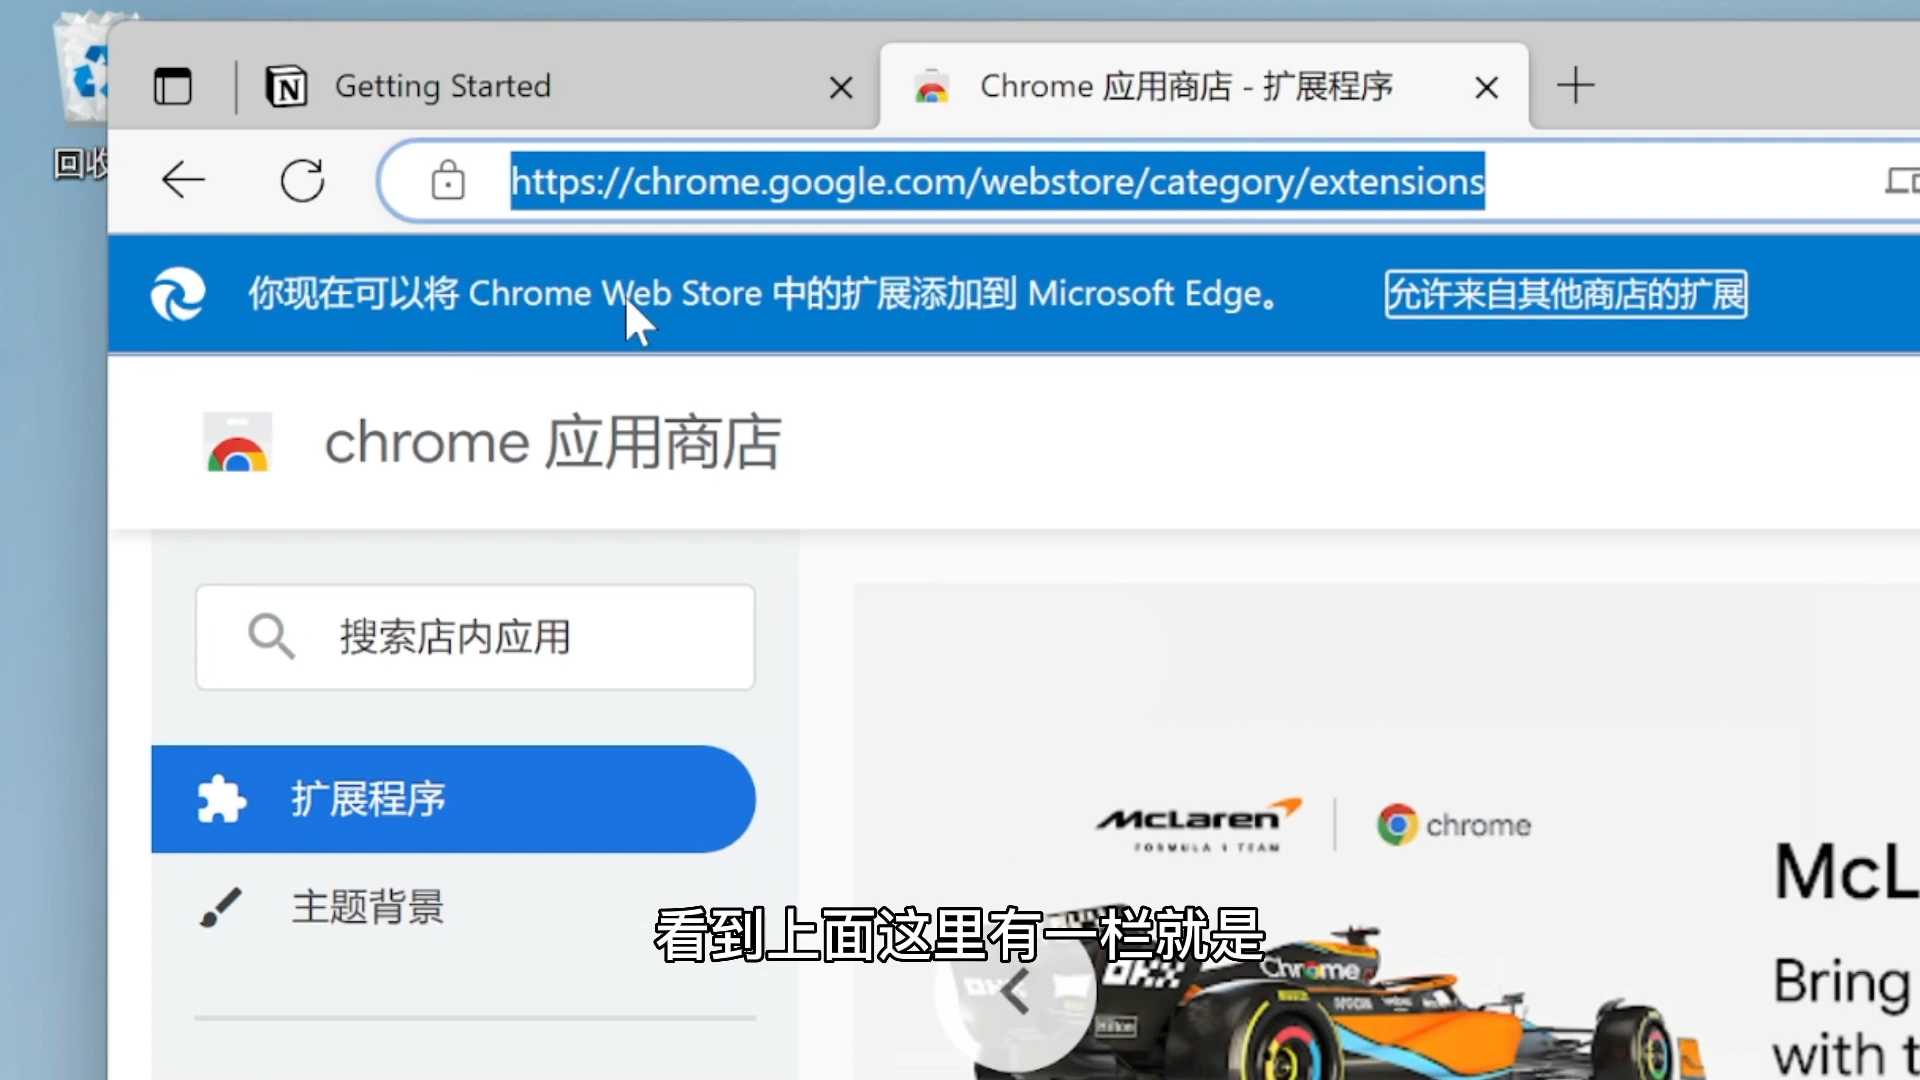 Getting Started
Chrome 应用商店 - 扩展程序
https://chrome.google.com/webstore/category/extensions
回收
你现在可以将 Chrome Web Store 中的扩展添加到 Microsoft Edge。
允许来自其他商店的扩展
chrome 应用商店
搜索店内应用
扩展程序
McLaren
FORMULA 1 TEAM
chrome
主题背景
McL
看到上面这里有一栏就是
Chrome
OKX
Bring
Hilton
with t